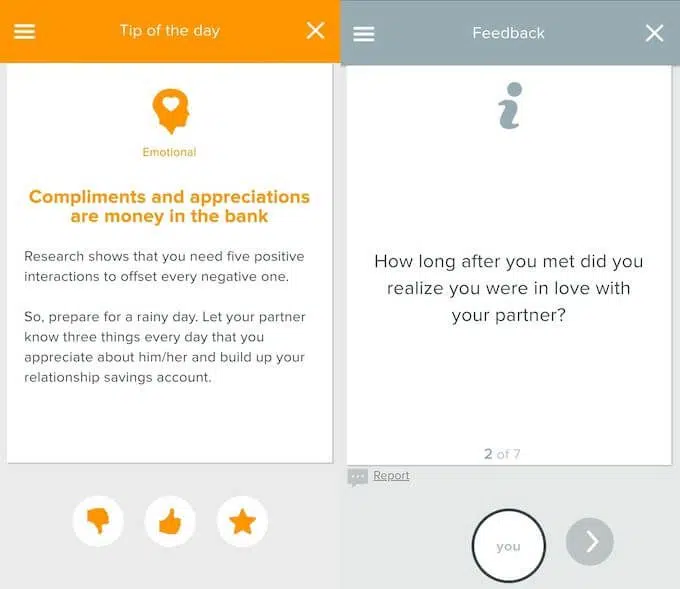 Tip of the day
Emotional
Compliments and appreciations
are money in the bank
Research shows that you need five positive
interactions to offset every negative one.
So, prepare for a rainy day. Let your partner
know three things every day that you
appreciate about him/her and build up your
relationship savings account.
Feedback
How long after you met did you
realize you were in love with
your partner?
2 of 7
Report
you